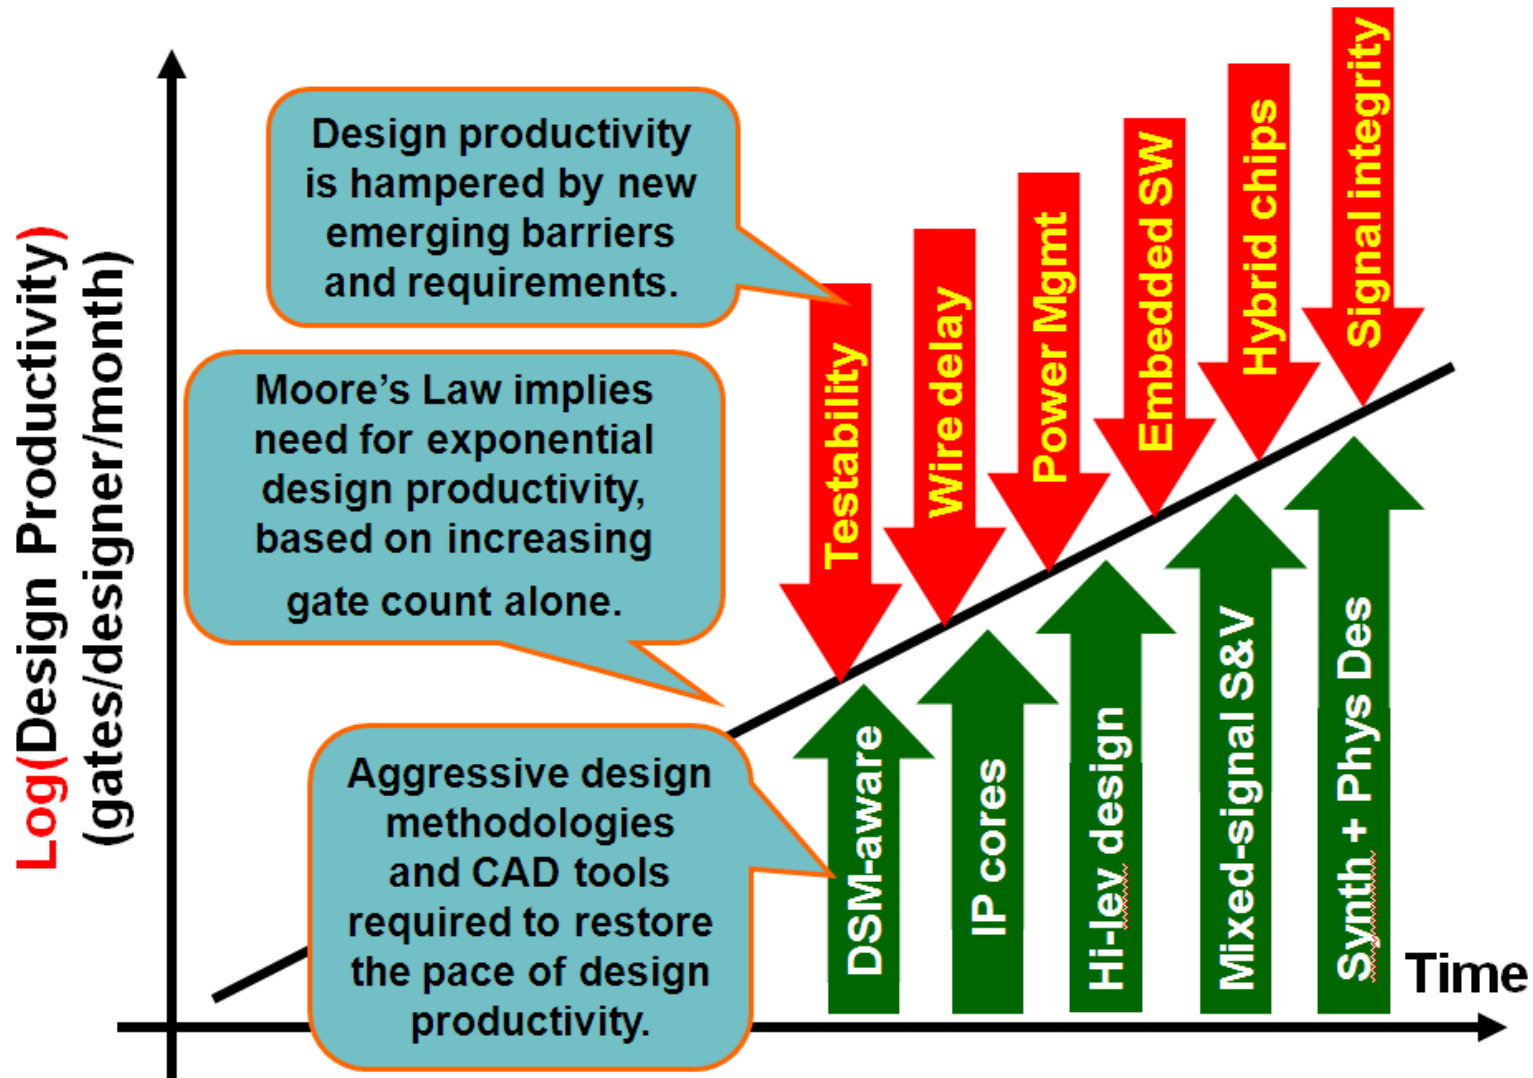 Log(Design Productivity)
(gates/designer/month)
Design productivity
is hampered by new
emerging barriers
and requirements.
Moore’s Law implies
need for exponential
design productivity,
based on increasing
gate count alone.
Aggressive design
methodologies
and CAD tools
required to restore
the pace of design
productivity.
Testability
Wire delay
Power Mgmt
Embedded SW
Hybrid chips
Signal integrity
DSM-aware
IP cores
Hi-lev design
Mixed-signal S&V
Synth + Phys Des
Time